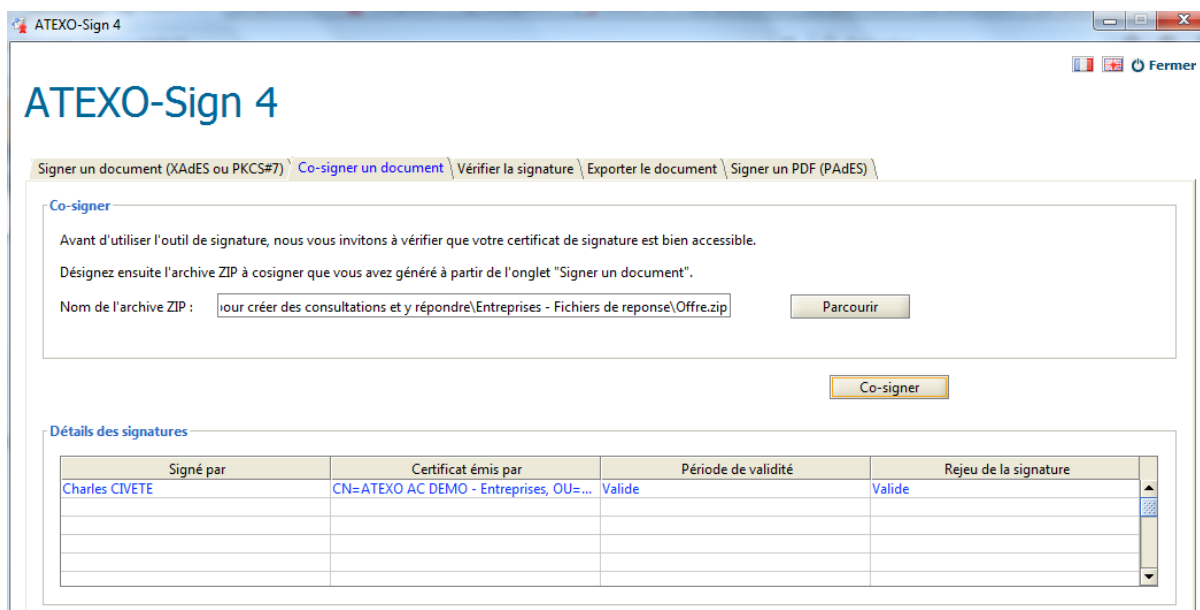 ATEXO-Sign 4
Fermer
ATEXO-Sign 4
Signer un document (XAdES ou PKCS#7) Co-signer un document Vérifier la signature Exporter le document Signer un PDF (PAdES)
Co-signer
Avant d'utiliser l'outil de signature, nous vous invitons à vérifier que votre certificat de signature est bien accessible.
Désignez ensuite l'archive ZIP à cosigner que vous avez généré à partir de l'onglet "Signer un document".
Nom de l'archive ZIP : pour créer des consultations et y répondre\Entreprises - Fichiers de reponse\Offre.zip Parcourir
Co-signer
Détails des signatures
Signé par Certificat émis par Période de validité Rejeu de la signature
Charles CIVETE CN=ATEXO AC DEMO - Entreprises, OU=... Valide Valide